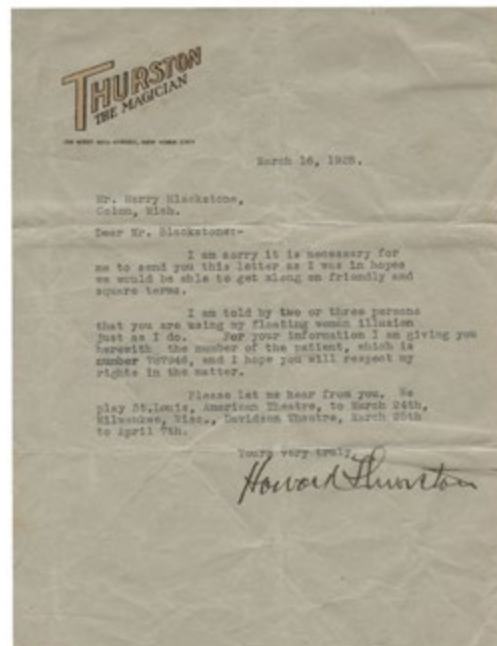 THURSTON
THE MAGICIAN
NEW YORK CITY
March 16, 1928.
Mr. Harry Blackstone,
Colon, Mich.
Dear Mr. Blackstone:-
I am sorry it is necessary for
me to send you this letter as I was in hopes
we would be able to get along on friendly and
square terms.
I am told by two or three persons
that you are using my floating woman illusion
just as I do. For your information I am giving you
herewith the number of the patient, which is
number 787946, and I hope you will respect my
rights in the matter.
Please let me hear from you. We
play St.Louis, American Theatre, to March 24th,
Milwaukee, Wisc., Davidson Theatre, March 25th
to April 7th.
Yours very truly,
Howard Thurston